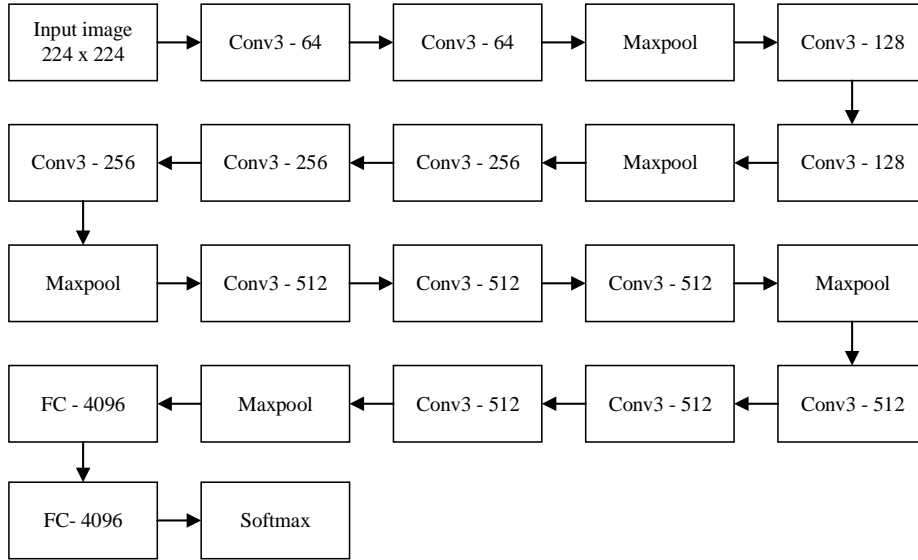 Input image
224 x 224
Conv3 - 64
Conv3 - 64
Maxpool
Conv3 - 128
Conv3 - 128
Maxpool
Conv3 - 256
Conv3 - 256
Conv3 - 256
Maxpool
Conv3 - 512
Conv3 - 512
Conv3 - 512
Maxpool
Conv3 - 512
Conv3 - 512
Conv3 - 512
Maxpool
FC - 4096
FC- 4096
Softmax